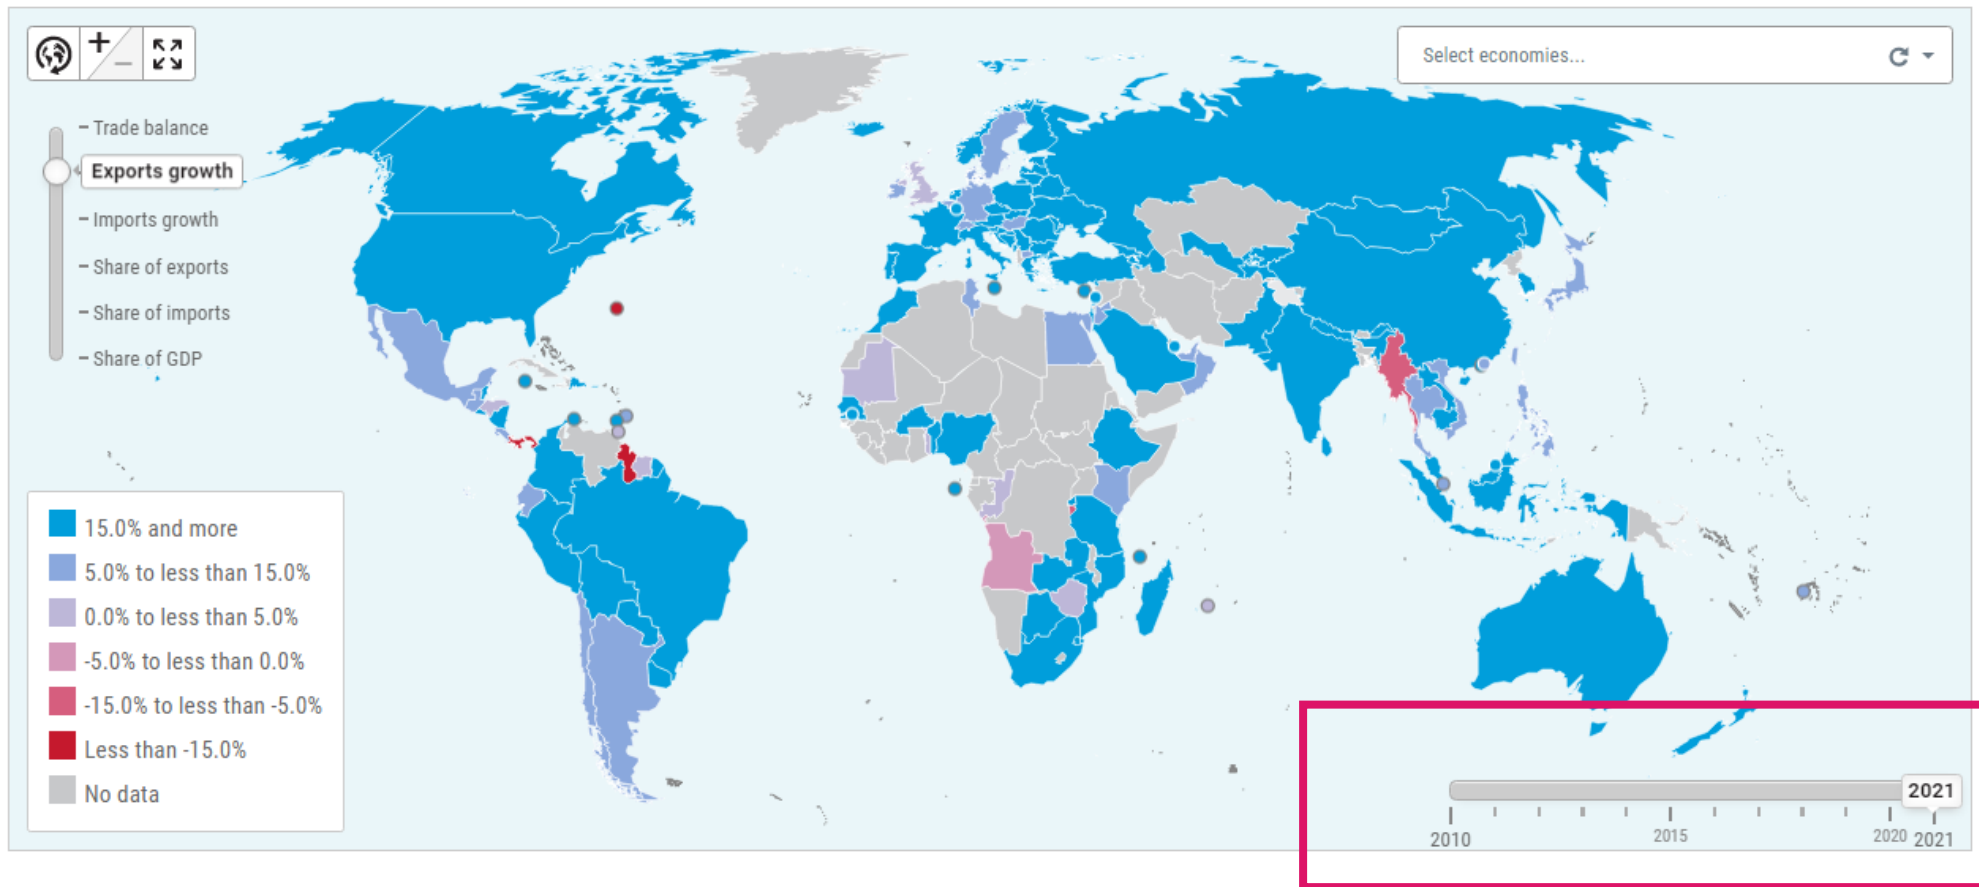 Select economies...
Trade balance
Exports growth
Imports growth
Share of exports
Share of imports
Share of GDP
15.0% and more
5.0% to less than 15.0%
0.0% to less than 5.0%
-5.0% to less than 0.0%
-15.0% to less than -5.0%
Less than -15.0%
No data
2021
2010 2015 2020 2021